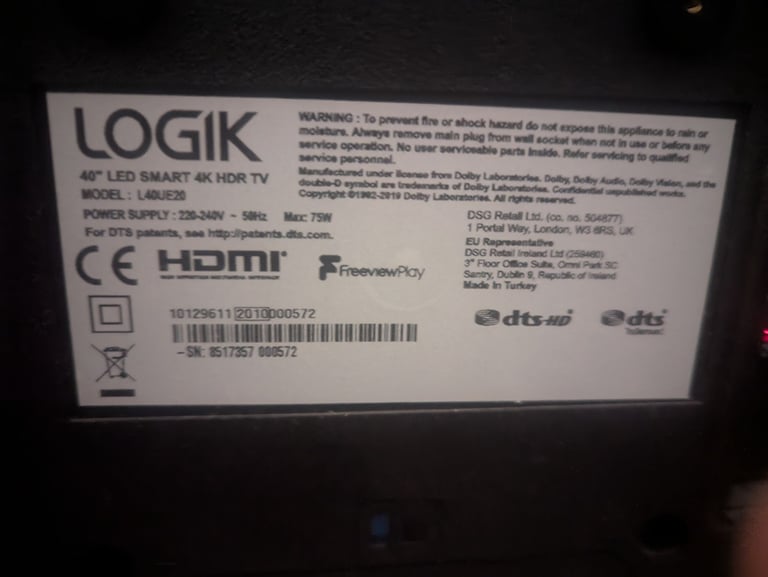 LOGIK
40" LED SMART 4K HDR TV
MODEL : L40UE20
POWER SUPPLY : 220-240V ~ 50Hz Max: 75W
For DTS patents, see http://patents.dts.com.
WARNING : To prevent fire or shock hazard do not expose this appliance to rain or
moisture. Always remove main plug from wall socket when not in use or before any
service operation. No user serviceable parts inside. Refer servicing to qualified
service personnel.
Manufactured under license from Dolby Laboratories. Dolby, Dolby Audio, Dolby Vision, and the
double-D symbol are trademarks of Dolby Laboratories. Confidential unpublished works.
Copyright ©1992-2019 Dolby Laboratories. All rights reserved.
DSG Retail Ltd. (co. no. 504877)
1 Portal Way, London, W3 6RS, UK
EU Representative
DSG Retail Ireland Ltd (259460)
3rd Floor Office Suite, Omni Park SC
Santry, Dublin 9, Republic of Ireland
Made in Turkey
CE
HDMI
HIGH DEFINITION MULTIMEDIA INTERFACE
FreeviewPlay
10129611 2010000572
-SN: 8517357 000572
dts-HD
dts
TruSurround